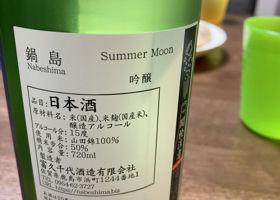 鍋島
Nabeshima
Summer Moon
吟醸
品目:日本酒
原材料名:米(国産)、米麹(国産米)、
醸造アルコール
アルコール分:15度
使用米:山田錦100%
精米歩合:50%
内容量:720ml
製造者
富久千代酒造有限会社
佐賀県鹿島市浜町1244番地1
TEL. 0954-62-3727
https://nabeshima.biz